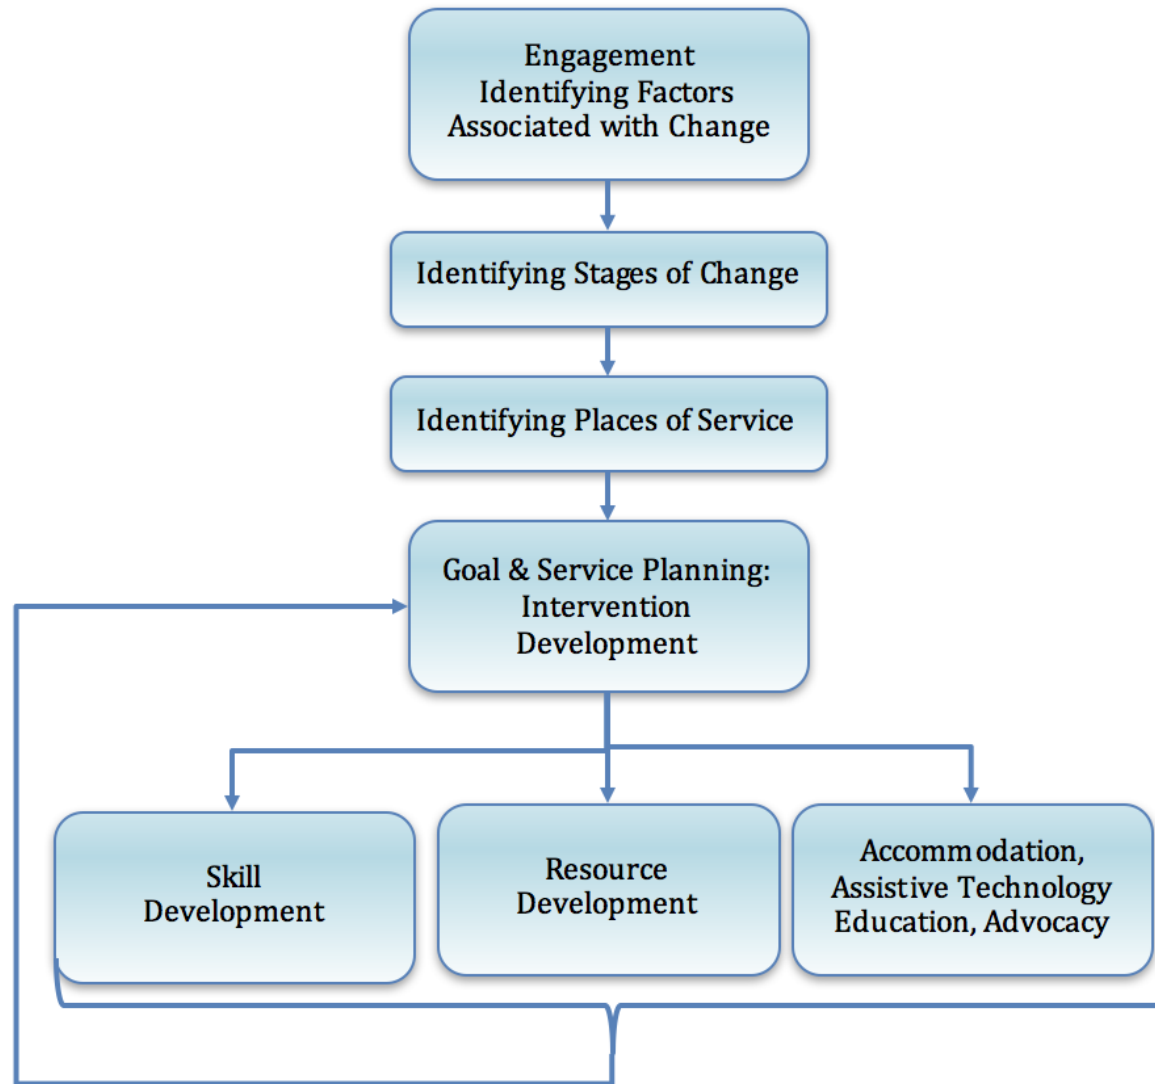 Engagement
Identifying Factors
Associated with Change
Identifying Stages of Change
Identifying Places of Service
Goal & Service Planning:
Intervention
Development
Skill
Development
Resource
Development
Accommodation,
Assistive Technology
Education, Advocacy